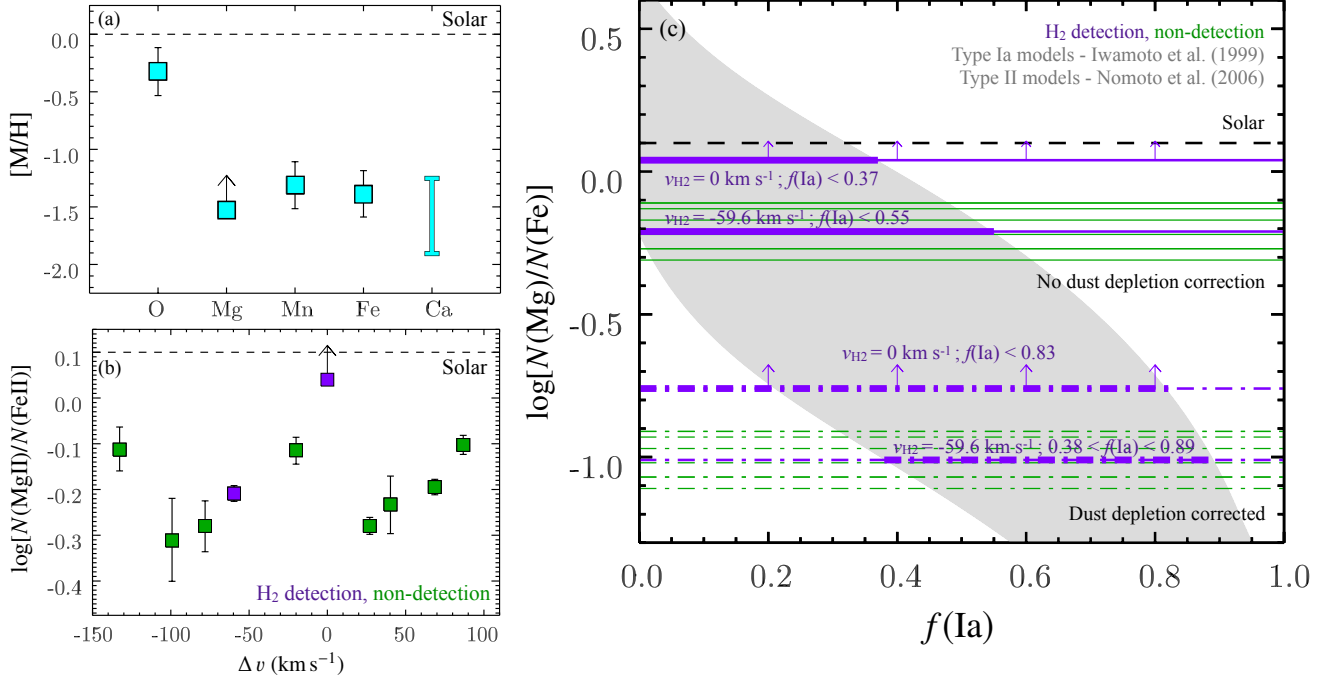 (a)
Solar
0.0
-0.5
-1.0
-1.5
-2.0
[M/H]
O Mg Mn Fe Ca
(b)
Solar
0.1
0.0
-0.1
-0.2
-0.3
-0.4
log[N(MgII)/N(FeII)]
H₂ detection, non-detection
-150 -100 -50 0 50 100
Δ v (km s⁻¹)
(c)
H₂ detection, non-detection
Type Ia models - Iwamoto et al. (1999)
Type II models - Nomoto et al. (2006)
Solar
νH2 = 0 km s⁻¹ ; f(Ia) < 0.37
νH2 = -59.6 km s⁻¹ ; f(Ia) < 0.55
No dust depletion correction
νH2 = 0 km s⁻¹ ; f(Ia) < 0.83
νH2 = -59.6 km s⁻¹ ; 0.38 < f(Ia) < 0.89
Dust depletion corrected
0.5
0.0
-0.5
-1.0
log[N(Mg)/N(Fe)]
0.0 0.2 0.4 0.6 0.8 1.0
f(Ia)